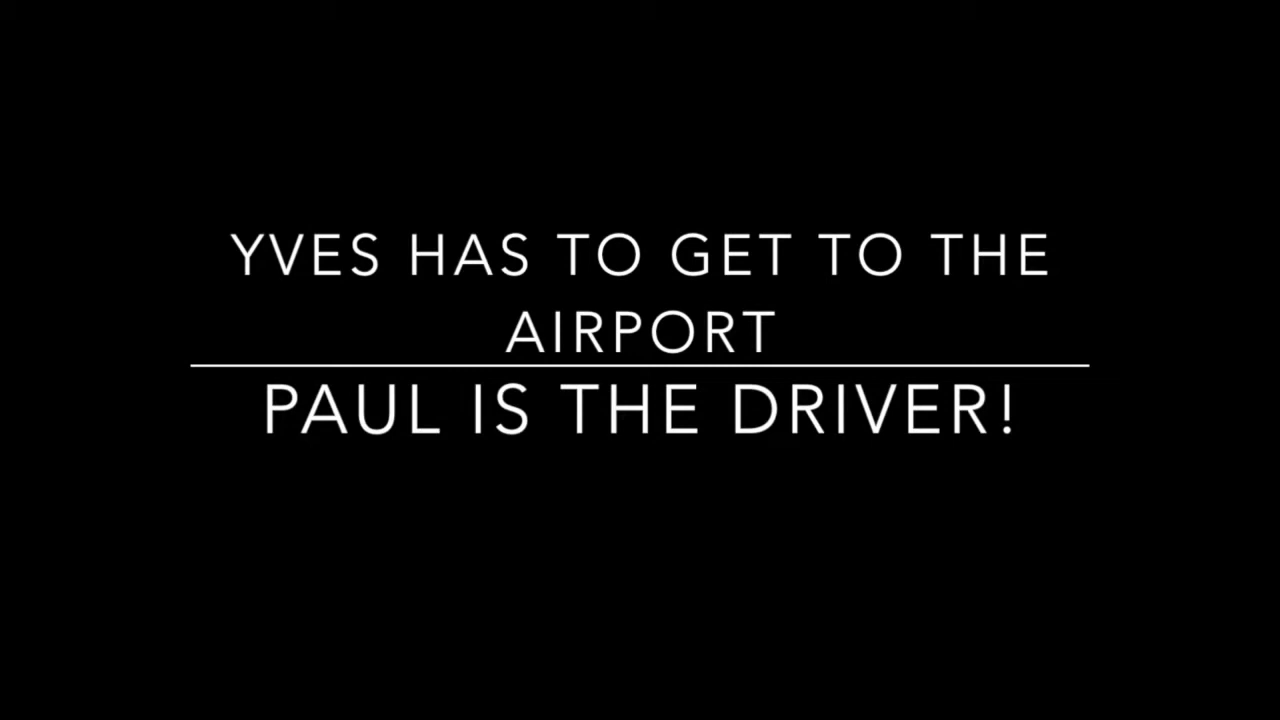 YVES HAS TO GET TO THE
AIRPORT
PAUL IS THE DRIVER!